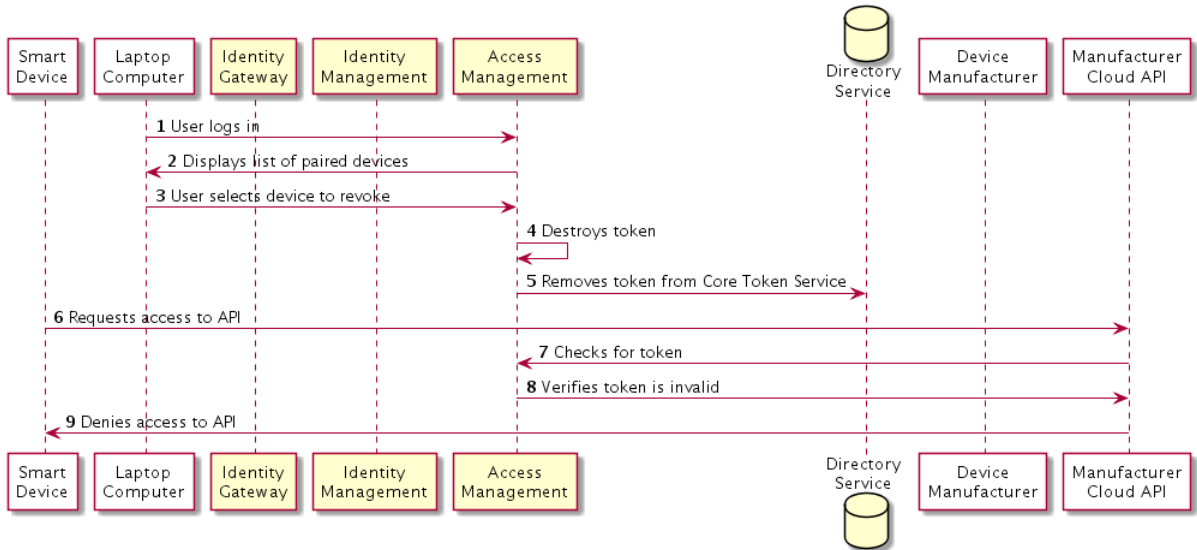 Smart
Device
Laptop
Computer
Identity
Gateway
Identity
Management
Access
Management
Directory
Service
Device
Manufacturer
Manufacturer
Cloud API
1 User logs in
2 Displays list of paired devices
3 User selects device to revoke
4 Destroys token
5 Removes token from Core Token Service
6 Requests access to API
7 Checks for token
8 Verifies token is invalid
9 Denies access to API
Smart
Device
Laptop
Computer
Identity
Gateway
Identity
Management
Access
Management
Directory
Service
Device
Manufacturer
Manufacturer
Cloud API